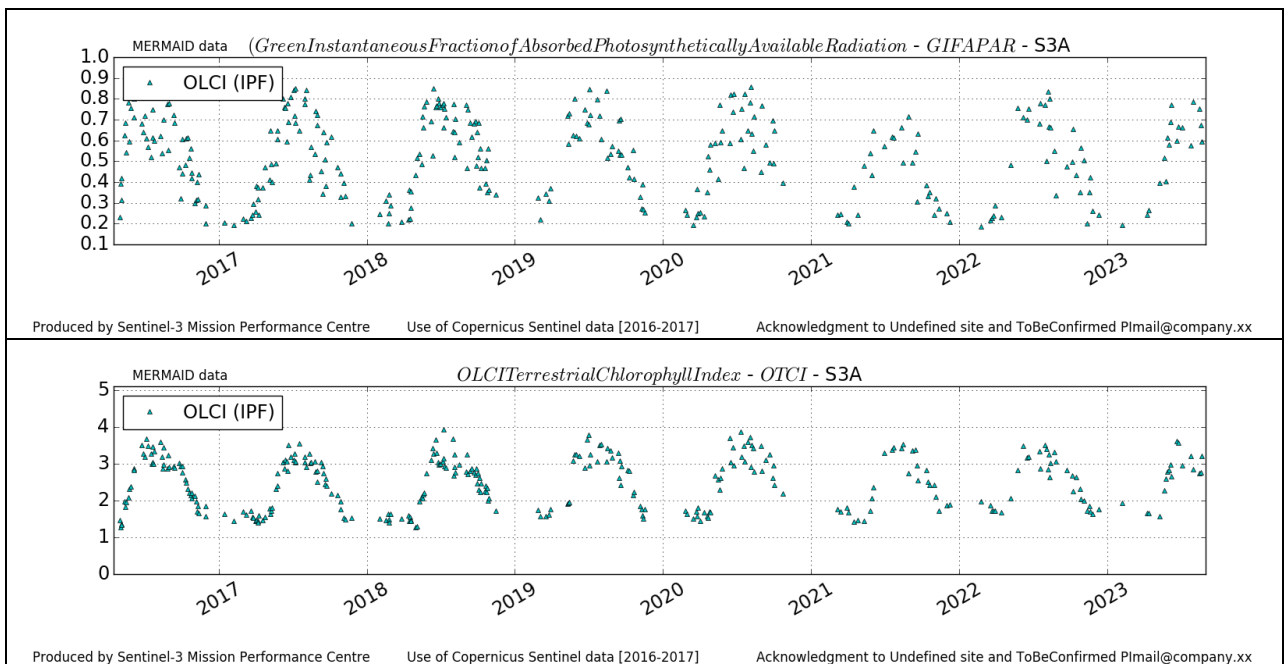 MERMAID data (GreenInstantaneousFractionofAbsorbedPhotosyntheticallyAvailableRadiation - GIFAPAR - S3A
1.0
OLCI (IPF)
0.9
0.8
0.7
0.6
0.5
0.4
0.3
0.2
0.1
2017 2018 2019 2020 2021 2022 2023
Produced by Sentinel-3 Mission Performance Centre Use of Copernicus Sentinel data [2016-2017] Acknowledgment to Undefined site and ToBeConfirmed PImail@company.xx
MERMAID data OLCITerrestrialChlorophyllIndex - OTCI - S3A
5
OLCI (IPF)
4
3
2
1
0
2017 2018 2019 2020 2021 2022 2023
Produced by Sentinel-3 Mission Performance Centre Use of Copernicus Sentinel data [2016-2017] Acknowledgment to Undefined site and ToBeConfirmed PImail@company.xx